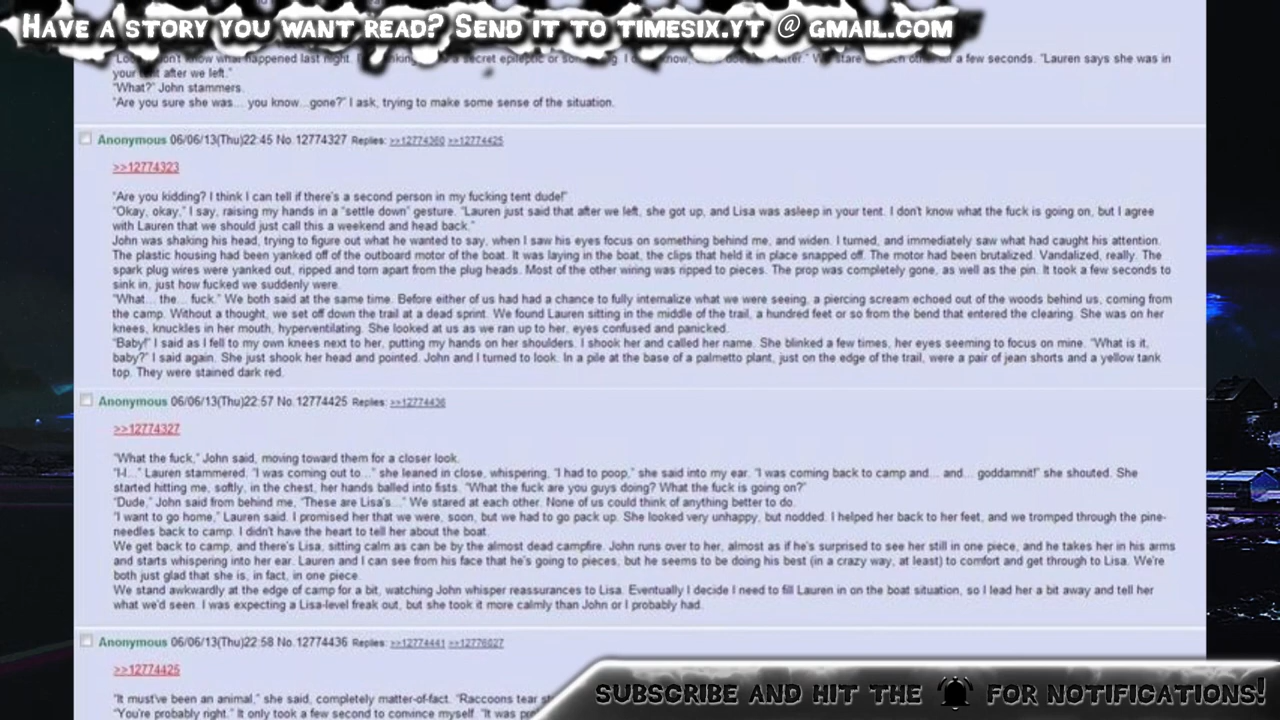 Have a story you want read? Send it to timesix.yt @ gmail.com
happened last night. secret epileptic or a few seconds. "Lauren says she was in
your after we left."
"What?" John stammers.
"Are you sure she was... you know...gone?" I ask, trying to make some sense of the situation.
Anonymous 06/06/13(Thu)22:45 No.12774327 Replies: >>12774360 >>12774425
>>12774323
"Are you kidding? I think I can tell if there's a second person in my fucking tent dude!"
"Okay, okay," I say, raising my hands in a "settle down" gesture. "Lauren just said that after we left, she got up, and Lisa was asleep in your tent. I don't know what the fuck is going on, but I agree
with Lauren that we should just call this a weekend and head back."
John was shaking his head, trying to figure out what he wanted to say, when I saw his eyes focus on something behind me, and widen. I turned, and immediately saw what had caught his attention.
The plastic housing had been yanked off of the outboard motor of the boat. It was laying in the boat, the clips that held it in place snapped off. The motor had been brutalized. Vandalized, really. The
spark plug wires were yanked out, ripped and torn apart from the plug heads. Most of the other wiring was ripped to pieces. The prop was completely gone, as well as the pin. It took a few seconds to
sink in, just how fucked we suddenly were.
"What... the... fuck." We both said at the same time. Before either of us had had a chance to fully internalize what we were seeing, a piercing scream echoed out of the woods behind us, coming from
the camp. Without a thought, we set off down the trail at a dead sprint. We found Lauren sitting in the middle of the trail, a hundred feet or so from the bend that entered the clearing. She was on her
knees, knuckles in her mouth, hyperventilating. She looked at us as we ran up to her, eyes confused and panicked.
"Baby!" I said as I fell to my own knees next to her, putting my hands on her shoulders. I shook her and called her name. She blinked a few times, her eyes seeming to focus on mine. "What is it,
baby?" I said again. She just shook her head and pointed. John and I turned to look. In a pile at the base of a palmetto plant, just on the edge of the trail, were a pair of jean shorts and a yellow tank
top. They were stained dark red.
Anonymous 06/06/13(Thu)22:57 No.12774425 Replies: >>12774436
>>12774327
"What the fuck," John said, moving toward them for a closer look.
"I-I..." Lauren stammered. "I was coming out to..." she leaned in close, whispering, "I had to poop," she said into my ear. "I was coming back to camp and... and... goddamnit!" she shouted. She
started hitting me, softly, in the chest, her hands balled into fists. "What the fuck are you guys doing? What the fuck is going on?"
"Dude," John said from behind me, "These are Lisa's..." We stared at each other. None of us could think of anything better to do.
"I want to go home," Lauren said. I promised her that we were, soon, but we had to go pack up. She looked very unhappy, but nodded. I helped her back to her feet, and we tromped through the pine-
needles back to camp. I didn't have the heart to tell her about the boat.
We get back to camp, and there's Lisa, sitting calm as can be by the almost dead campfire. John runs over to her, almost as if he's surprised to see her still in one piece, and he takes her in his arms
and starts whispering into her ear. Lauren and I can see from his face that he's going to pieces, but he seems to be doing his best (in a crazy way, at least) to comfort and get through to Lisa. We're
both just glad that she is, in fact, in one piece.
We stand awkwardly at the edge of camp for a bit, watching John whisper reassurances to Lisa. Eventually I decide I need to fill Lauren in on the boat situation, so I lead her a bit away and tell her
what we'd seen. I was expecting a Lisa-level freak out, but she took it more calmly than John or I probably had.
Anonymous 06/06/13(Thu)22:58 No.12774436 Replies: >>12774441 >>12776027
>>12774425
"It must've been an animal," she said, completely matter-of-fact. "Raccoons tear
"You're probably right." It only took a few second to convince myself. "It was
Subscribe and hit the for notifications!